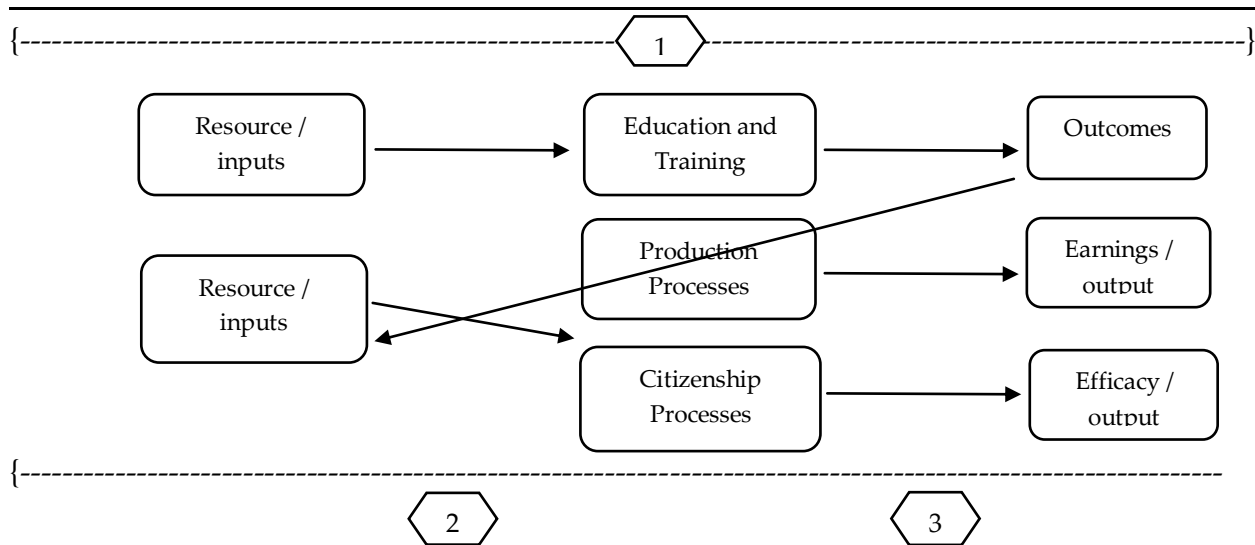 1
Resource /
inputs
Education and
Training
Outcomes
Production
Processes
Earnings /
output
Resource /
inputs
Citizenship
Processes
Efficacy /
output
2
3